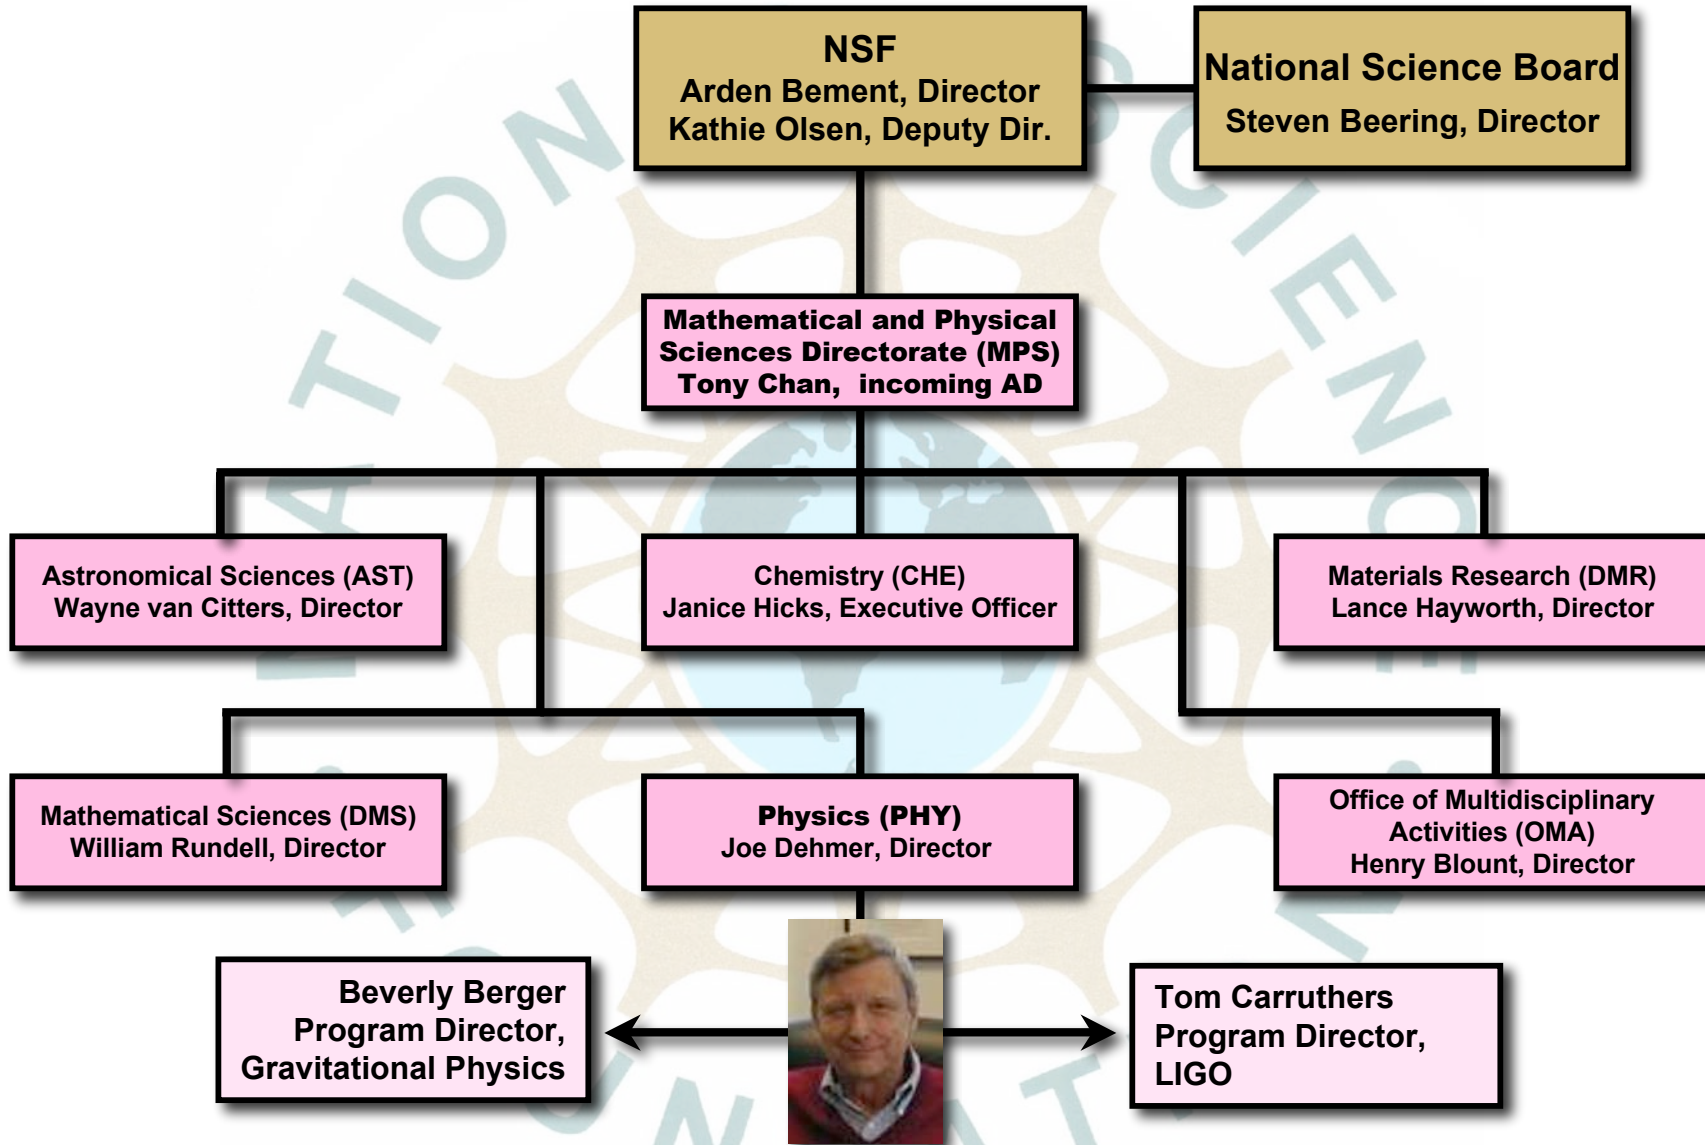 NSF
Arden Bement, Director
Kathie Olsen, Deputy Dir.
National Science Board
Steven Beering, Director
Mathematical and Physical
Sciences Directorate (MPS)
Tony Chan, incoming AD
Astronomical Sciences (AST)
Wayne van Citters, Director
Chemistry (CHE)
Janice Hicks, Executive Officer
Materials Research (DMR)
Lance Hayworth, Director
Mathematical Sciences (DMS)
William Rundell, Director
Physics (PHY)
Joe Dehmer, Director
Office of Multidisciplinary
Activities (OMA)
Henry Blount, Director
Beverly Berger
Program Director,
Gravitational Physics
Tom Carruthers
Program Director,
LIGO